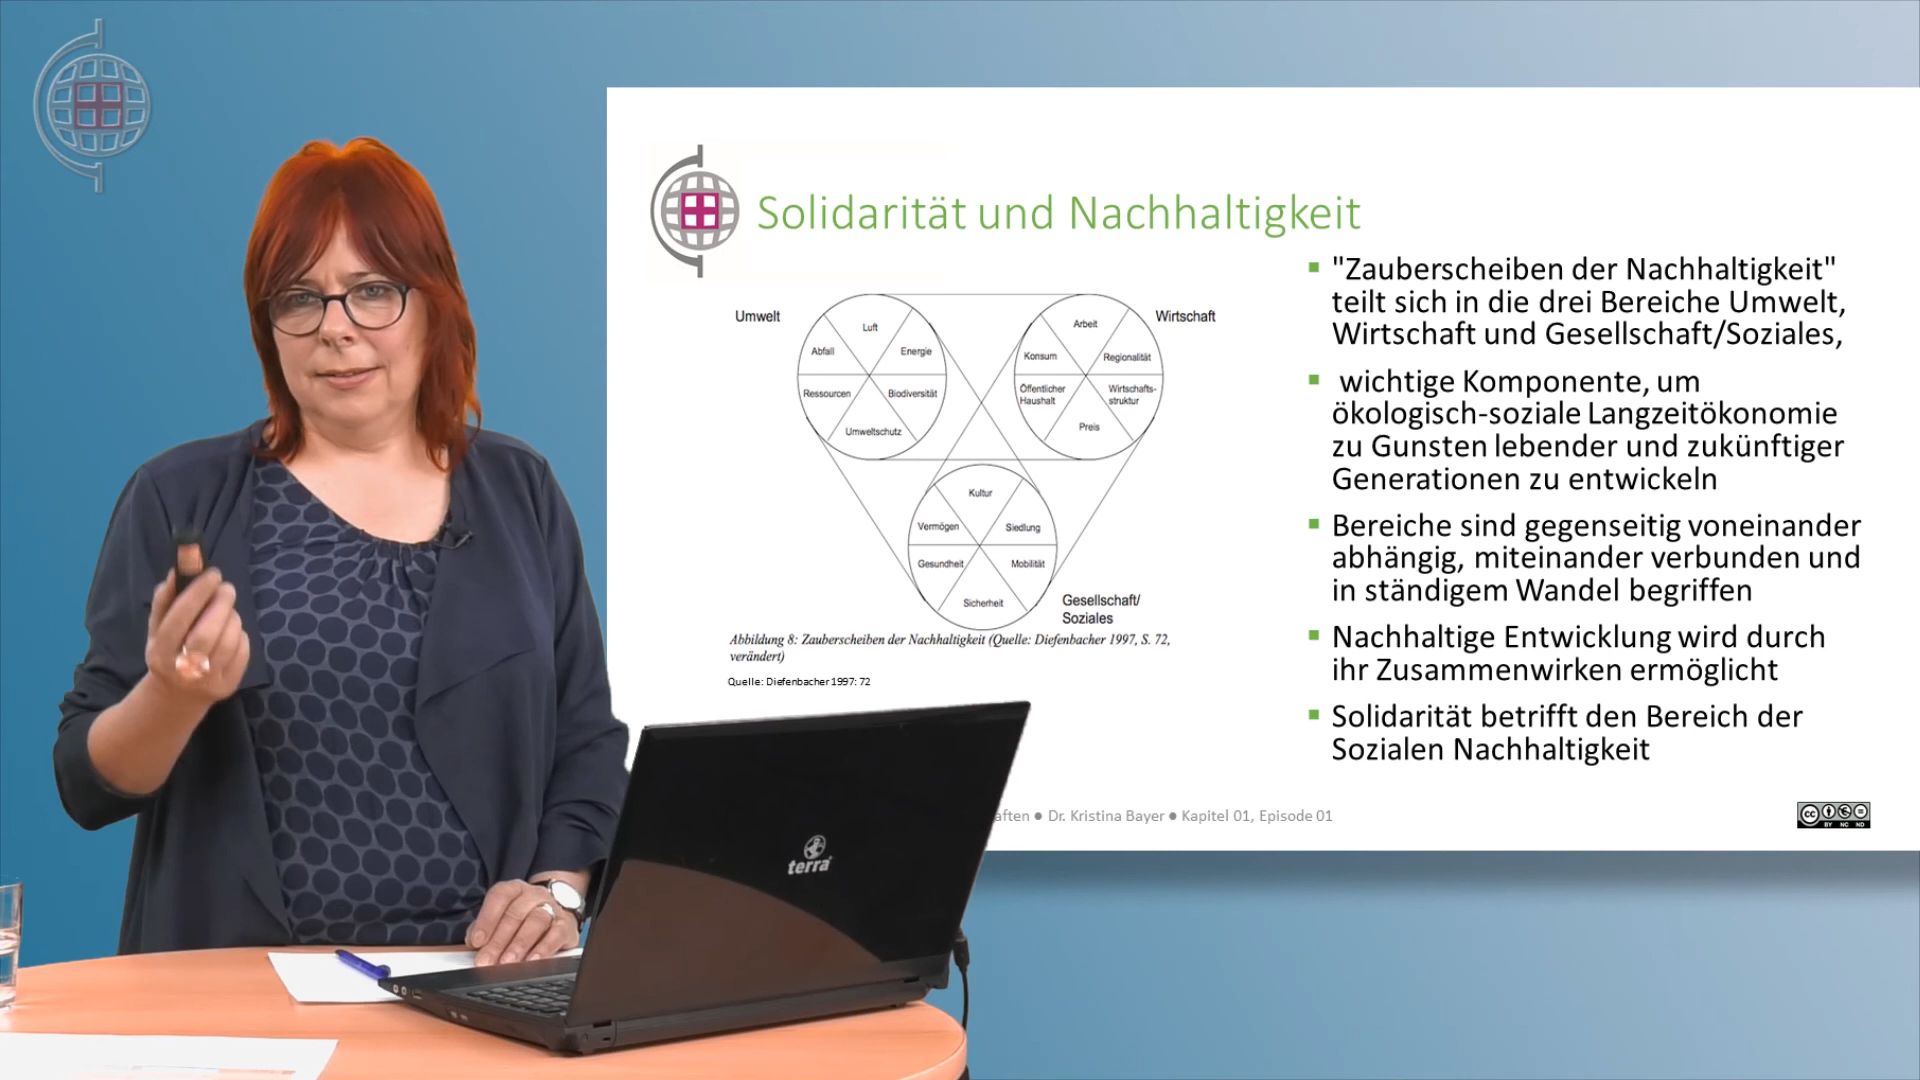 Solidarität und Nachhaltigkeit
Umwelt
Luft
Abfall
Energie
Ressourcen
Biodiversität
Umweltschutz
Wirtschaft
Arbeit
Konsum
Regionalität
Öffentlicher
Haushalt
Wirtschafts-
struktur
Preis
Kultur
Vermögen
Siedlung
Gesundheit
Mobilität
Sicherheit
Gesellschaft/
Soziales
Abbildung 8: Zauberscheiben der Nachhaltigkeit (Quelle: Diefenbacher 1997, S. 72,
verändert)
Quelle: Diefenbacher 1997: 72
"Zauberscheiben der Nachhaltigkeit"
teilt sich in die drei Bereiche Umwelt,
Wirtschaft und Gesellschaft/Soziales,
wichtige Komponente, um
ökologisch-soziale Langzeitökonomie
zu Gunsten lebender und zukünftiger
Generationen zu entwickeln
Bereiche sind gegenseitig voneinander
abhängig, miteinander verbunden und
in ständigem Wandel begriffen
Nachhaltige Entwicklung wird durch
ihr Zusammenwirken ermöglicht
Solidarität betrifft den Bereich der
Sozialen Nachhaltigkeit
aften ● Dr. Kristina Bayer ● Kapitel 01, Episode 01
cc
BY NC ND
terra